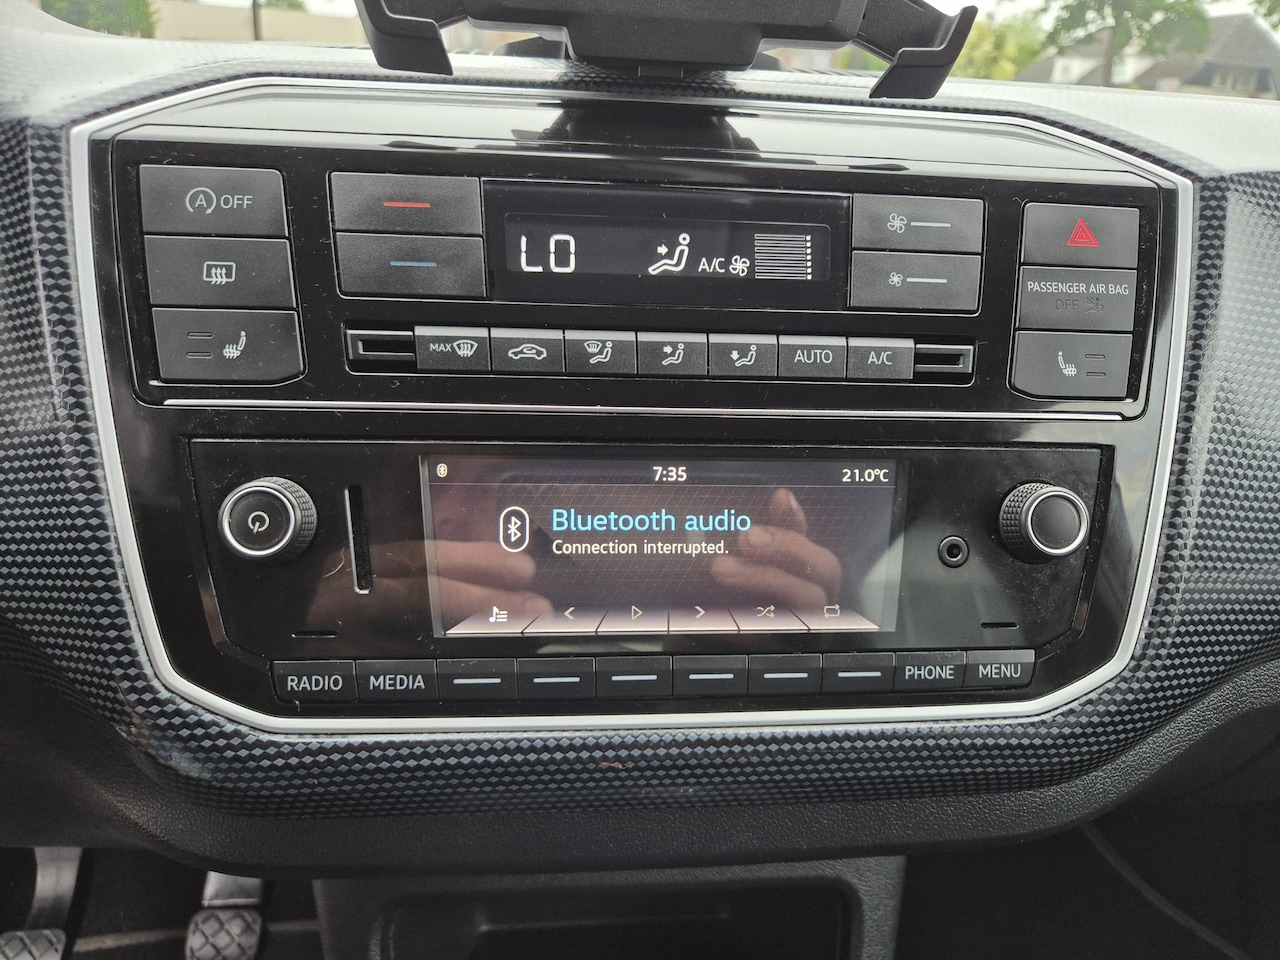 A OFF
LO
A/C
PASSENGER AIR BAG
OFF
MAX
AUTO
A/C
7:35
21.0°C
Bluetooth audio
Connection interrupted.
RADIO
MEDIA
PHONE
MENU